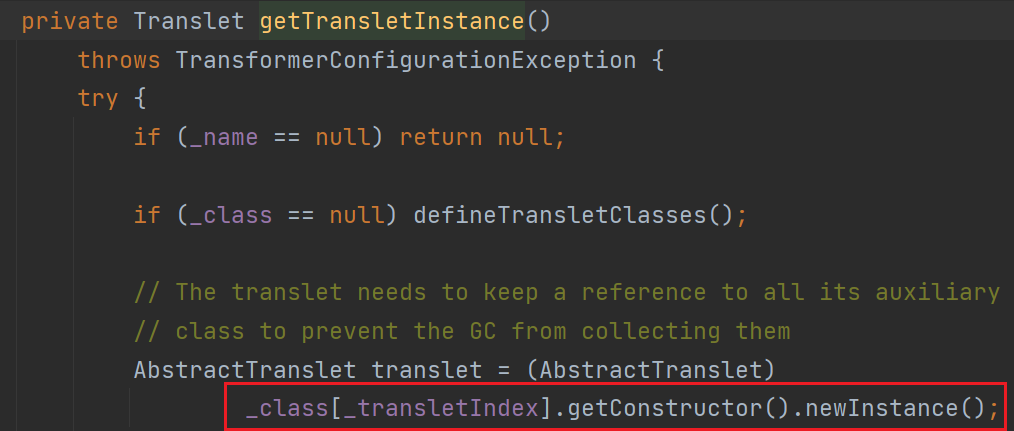 private Translet getTransletInstance()
throws TransformerConfigurationException {
try {
if (_name == null) return null;
if (_class == null) defineTransletClasses();
// The translet needs to keep a reference to all its auxiliary
// class to prevent the GC from collecting them
AbstractTranslet translet = (AbstractTranslet)
_class[_transletIndex].getConstructor().newInstance();